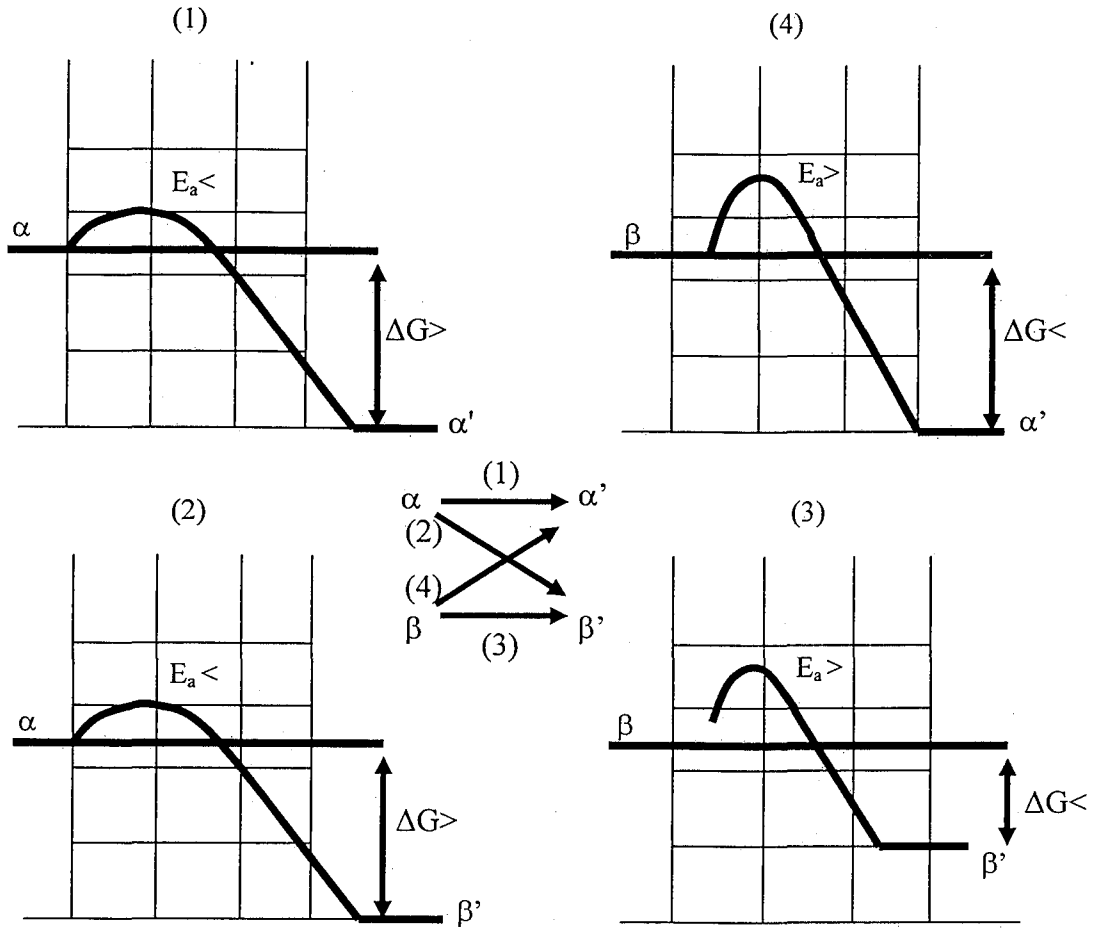 (1)
Eₐ<
α
ΔG>
α'
(4)
Eₐ>
β
ΔG<
α’
(1)
α
α’
(2)
(4)
β
β’
(3)
(2)
Eₐ<
α
ΔG>
β’
(3)
Eₐ>
β
ΔG<
β’